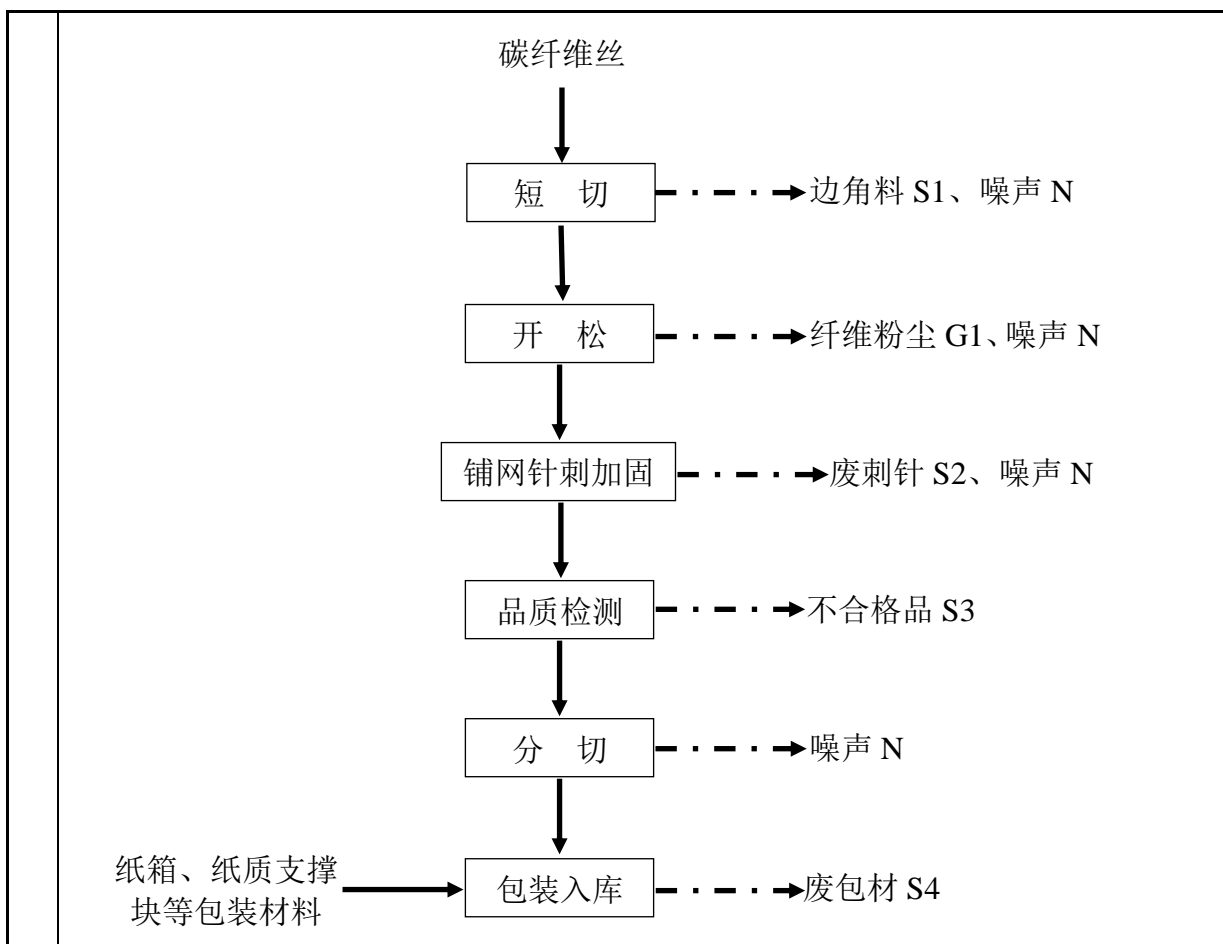 碳纤维丝
短 切
边角料 S1、噪声 N
开 松
纤维粉尘 G1、噪声 N
铺网针刺加固
废刺针 S2、噪声 N
品质检测
不合格品 S3
分 切
噪声 N
纸箱、纸质支撑
块等包装材料
包装入库
废包材 S4